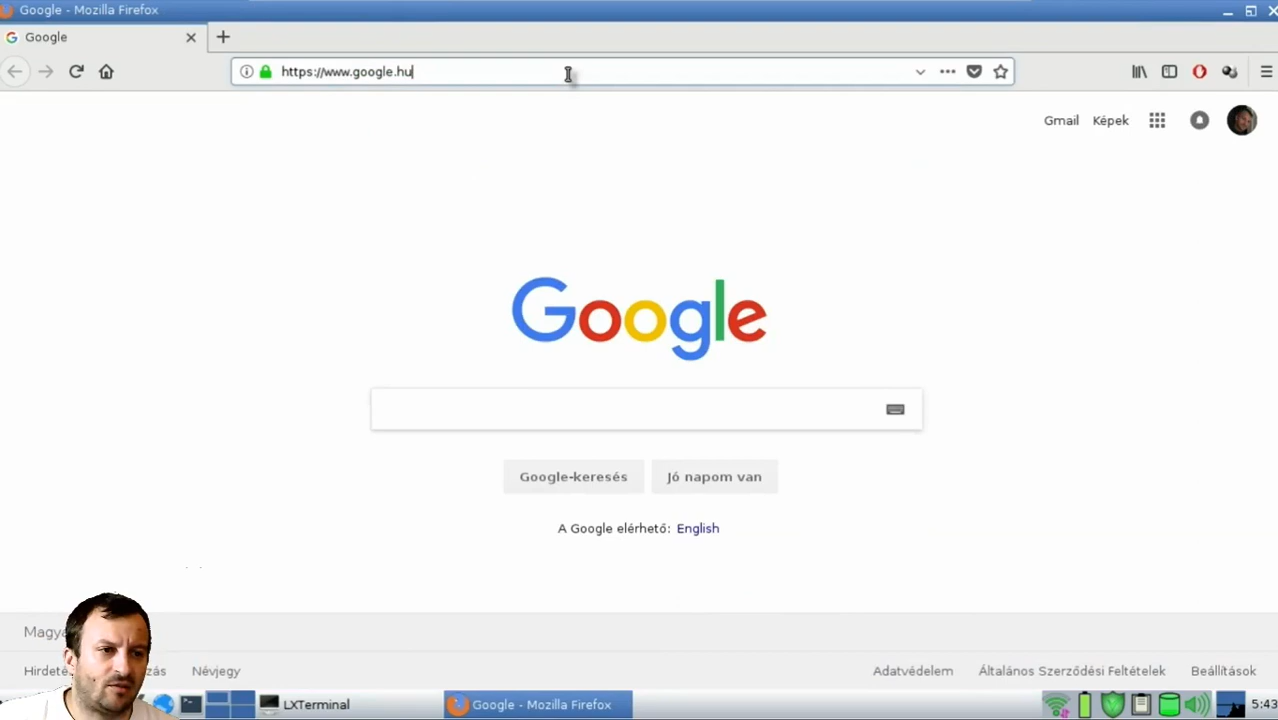 Google - Mozilla Firefox
Google
https://www.google.hu
Gmail Képek
Google
Google-keresés Jó napom van
A Google elérhető: English
Névjegy Adatvédelem Általános Szerződési Feltételek Beállítások
LXTerminal Google - Mozilla Firefox 5:43